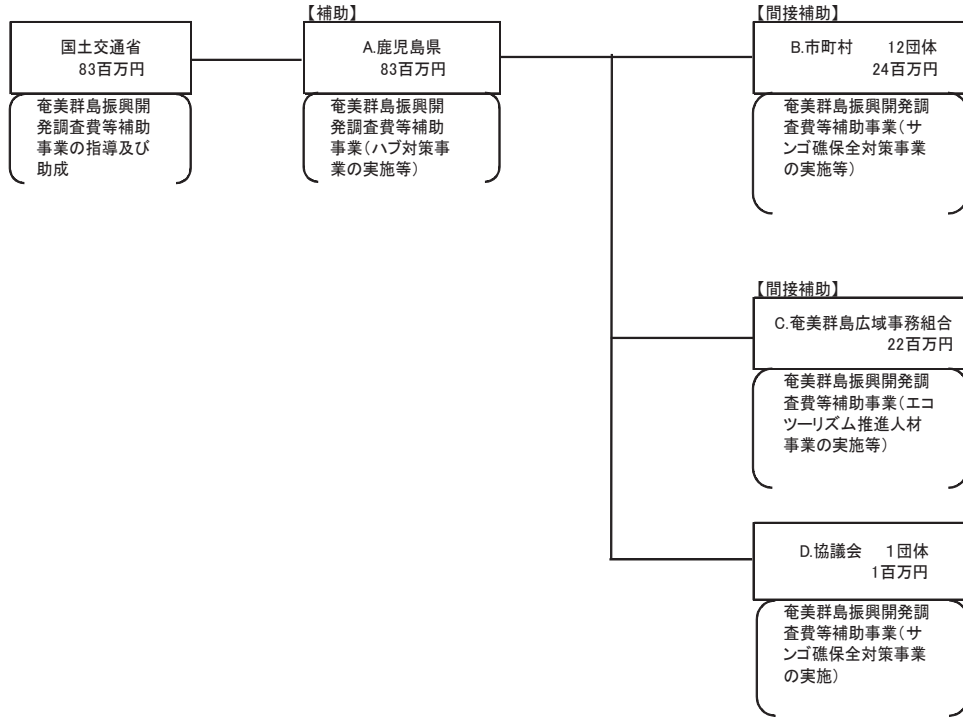 国土交通省
83百万円
奄美群島振興開
発調査費等補助
事業の指導及び
助成
【補助】
A.鹿児島県
83百万円
奄美群島振興開
発調査費等補助
事業(ハブ対策事
業の実施等)
【間接補助】
B.市町村 12団体
24百万円
奄美群島振興開発調
査費等補助事業(サ
ンゴ礁保全対策事業
の実施等)
【間接補助】
C.奄美群島広域事務組合
22百万円
奄美群島振興開発調
査費等補助事業(エコ
ツーリズム推進人材
事業の実施等)
D.協議会 1団体
1百万円
奄美群島振興開発調
査費等補助事業(サ
ンゴ礁保全対策事業
の実施)